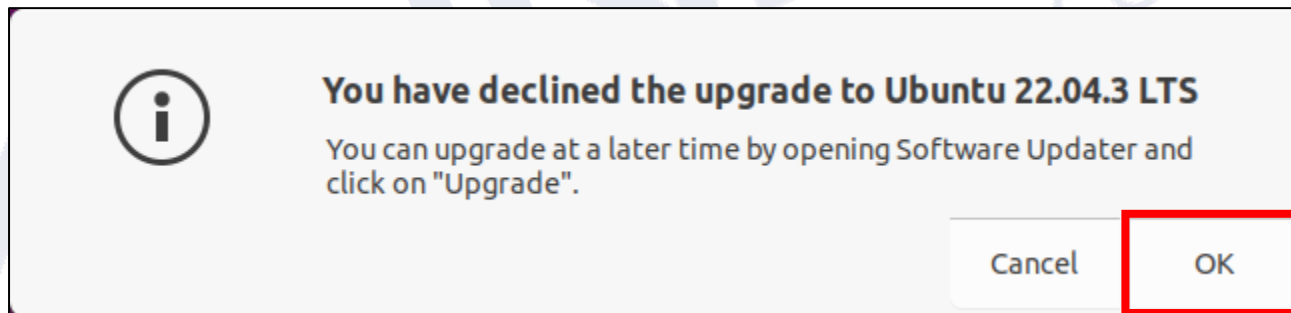 You have declined the upgrade to Ubuntu 22.04.3 LTS
You can upgrade at a later time by opening Software Updater and
click on "Upgrade".
Cancel
OK